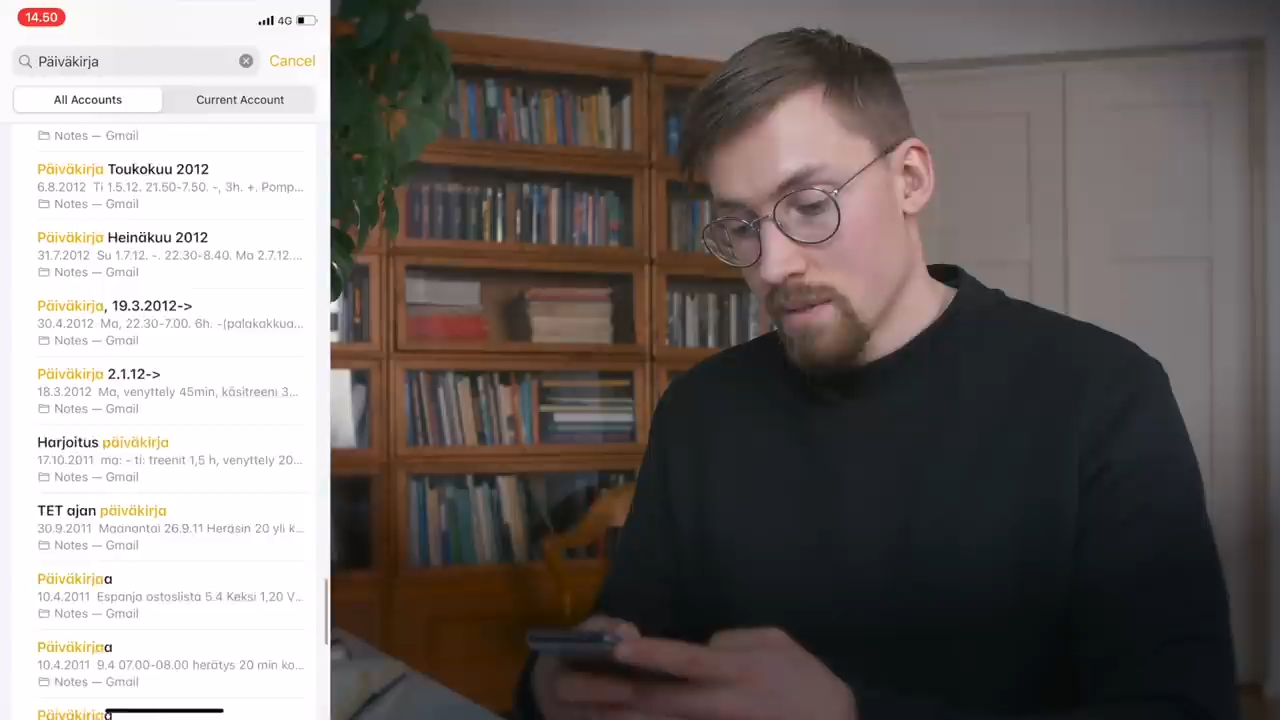 14.50
4G
Päiväkirja
Cancel
All Accounts
Current Account
Notes — Gmail
Päiväkirja Toukokuu 2012
6.8.2012 Ti 1.5.12. 21.50-7.50. -, 3h. +. Pomp...
Notes — Gmail
Päiväkirja Heinäkuu 2012
31.7.2012 Su 1.7.12. -. 22.30-8.40. Ma 2.7.12....
Notes — Gmail
Päiväkirja, 19.3.2012->
30.4.2012 Ma, 22.30-7.00. 6h. -(palakakkua...
Notes — Gmail
Päiväkirja 2.1.12->
18.3.2012 Ma, venyttely 45min, käsitreeni 3...
Notes — Gmail
Harjoitus päiväkirja
17.10.2011 ma: - ti: treenit 1,5 h, venyttely 20...
Notes — Gmail
TET ajan päiväkirja
30.9.2011 Maanantai 26.9.11 Heräsin 20 yli k...
Notes — Gmail
Päiväkirjaa
10.4.2011 Espanja ostoslista 5.4 Keksi 1,20 V...
Notes — Gmail
Päiväkirjaa
10.4.2011 9.4 07.00-08.00 herätys 20 min ko...
Notes — Gmail
Päiväkirjaa